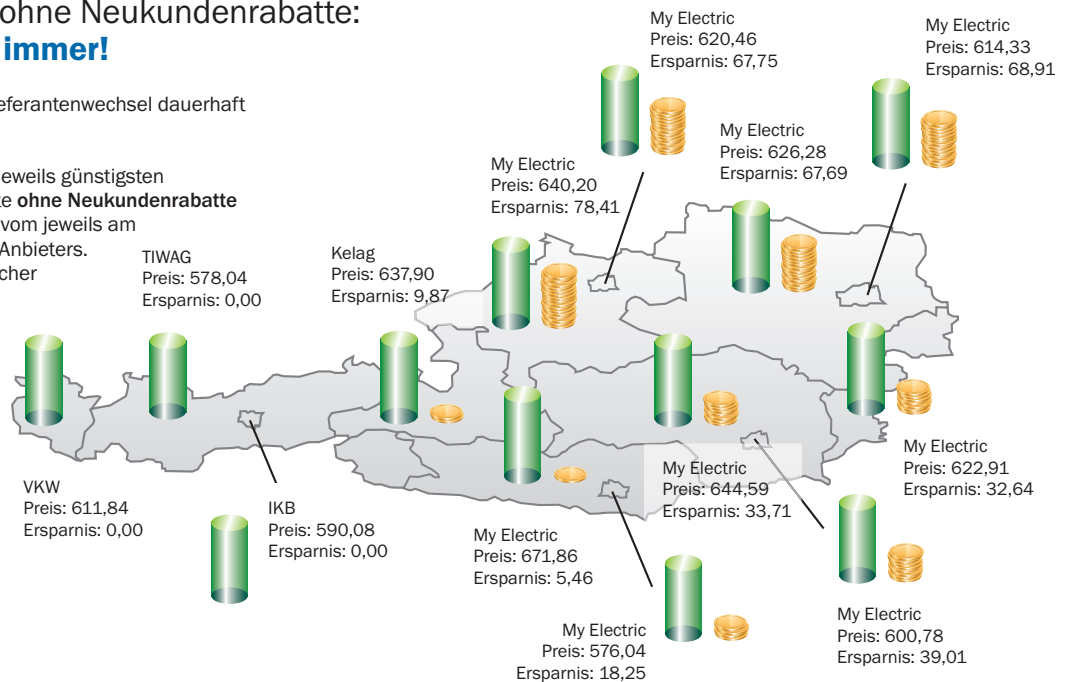 ohne Neukundenrabatte:
immer!
eferantenwechsel dauerhaft
eweils günstigsten
ke ohne Neukundenrabatte
vom jeweils am
Anbieters.
cher
My Electric
Preis: 620,46
Ersparnis: 67,75
My Electric
Preis: 614,33
Ersparnis: 68,91
My Electric
Preis: 626,28
Ersparnis: 67,69
My Electric
Preis: 640,20
Ersparnis: 78,41
TIWAG
Preis: 578,04
Ersparnis: 0,00
Kelag
Preis: 637,90
Ersparnis: 9,87
VKW
Preis: 611,84
Ersparnis: 0,00
IKB
Preis: 590,08
Ersparnis: 0,00
My Electric
Preis: 671,86
Ersparnis: 5,46
My Electric
Preis: 644,59
Ersparnis: 33,71
My Electric
Preis: 622,91
Ersparnis: 32,64
My Electric
Preis: 576,04
Ersparnis: 18,25
My Electric
Preis: 600,78
Ersparnis: 39,01